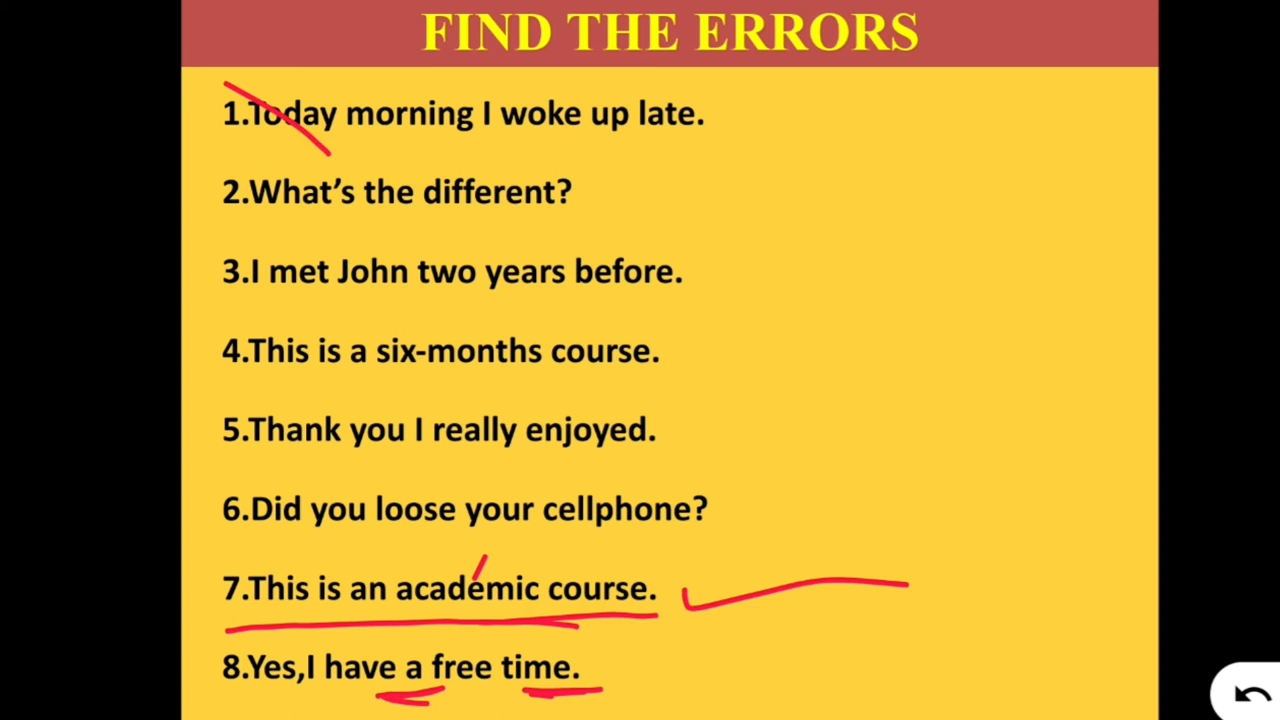 FIND THE ERRORS
1.Today morning I woke up late.
2.What’s the different?
3.I met John two years before.
4.This is a six-months course.
5.Thank you I really enjoyed.
6.Did you loose your cellphone?
7.This is an academic course.
8.Yes,I have a free time.